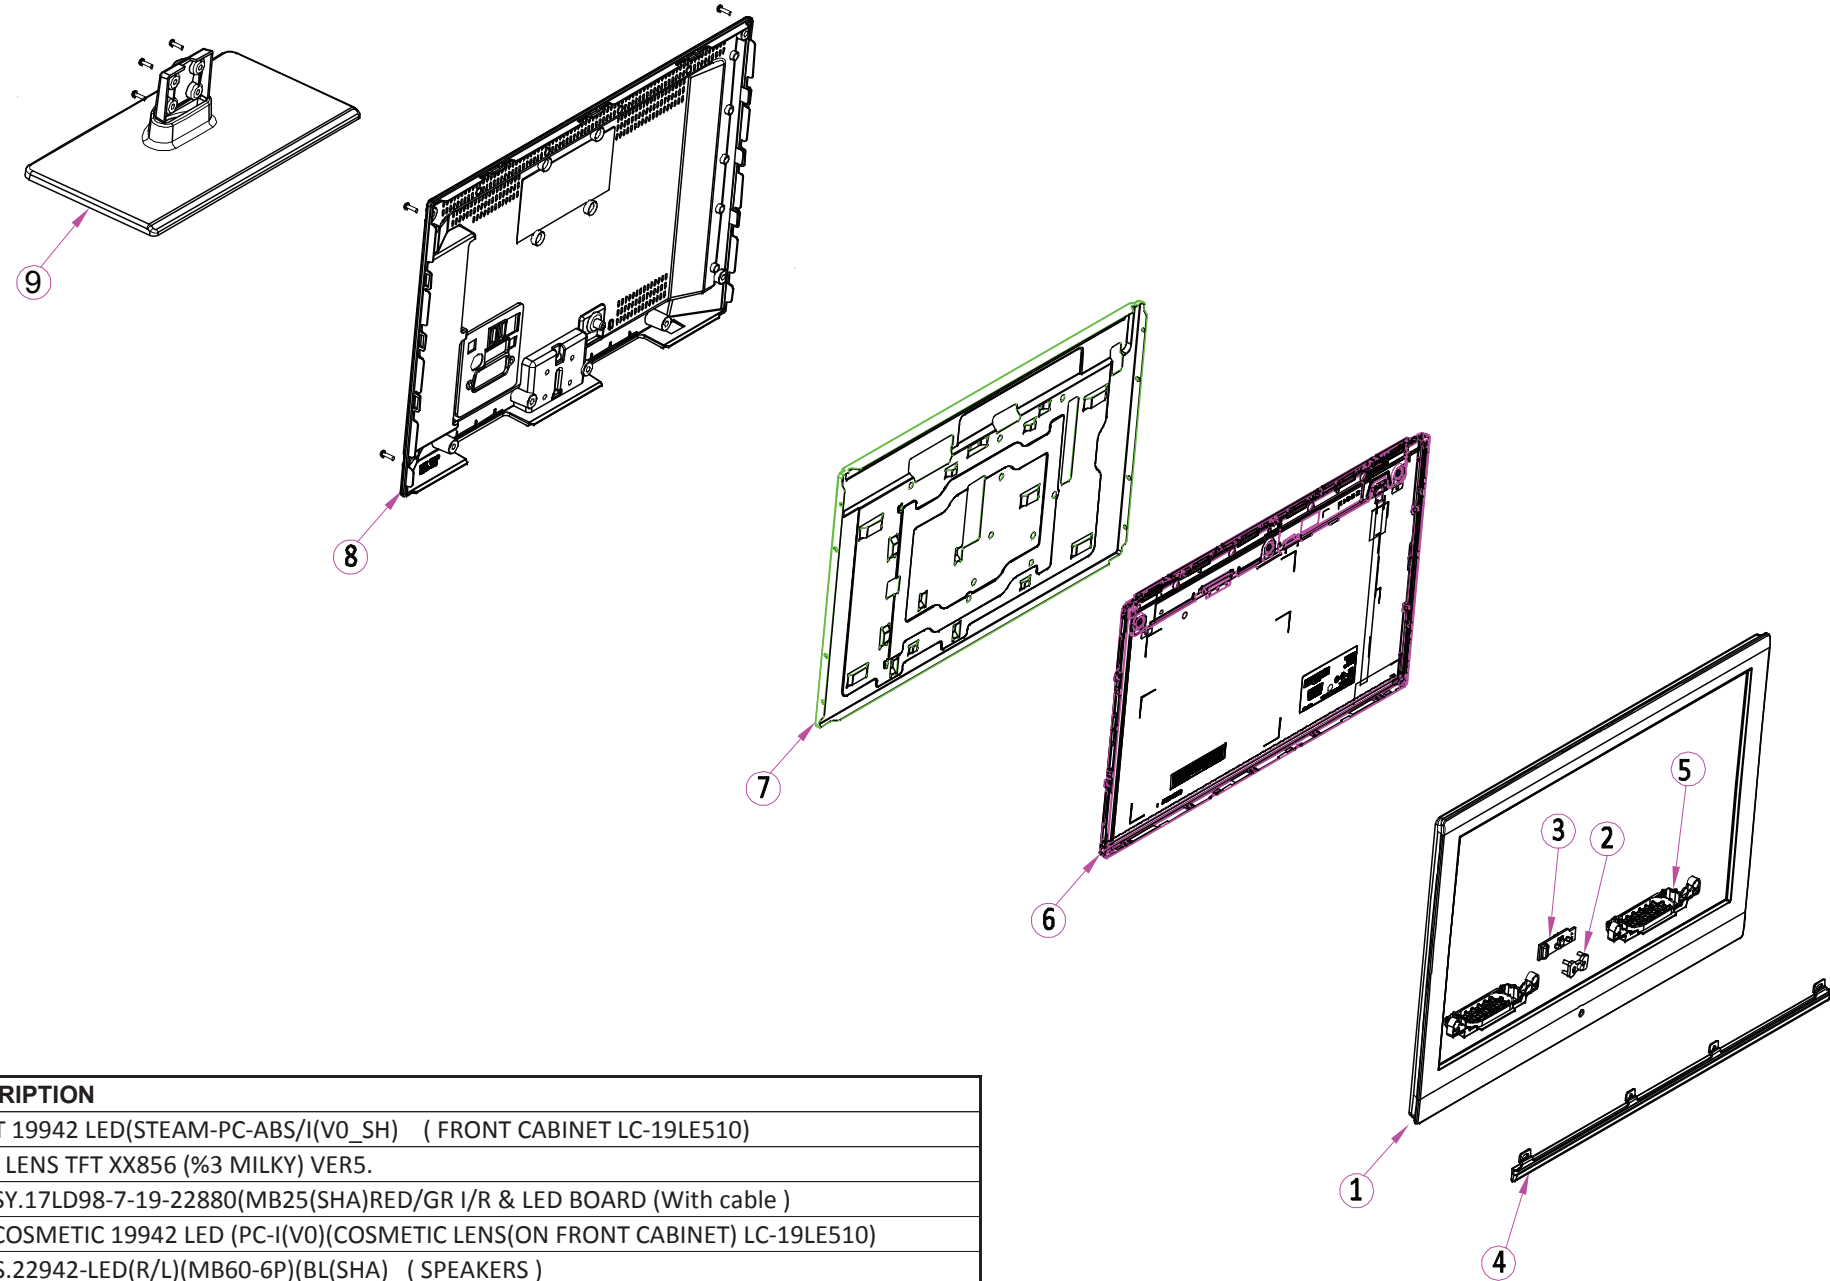 9
8
7
6
5
3
2
1
4
RIPTION
T 19942 LED(STEAM-PC-ABS/I(V0_SH) ( FRONT CABINET LC-19LE510)
LENS TFT XX856 (%3 MILKY) VER5.
SY.17LD98-7-19-22880(MB25(SHA)RED/GR I/R & LED BOARD (With cable )
COSMETIC 19942 LED (PC-I(V0)(COSMETIC LENS(ON FRONT CABINET) LC-19LE510)
S.22942-LED(R/L)(MB60-6P)(BL(SHA) ( SPEAKERS )